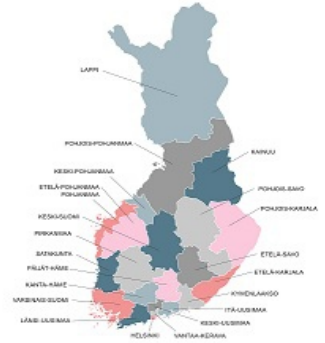 LAPPI
POHJOIS-POHJANMAA
KAINUU
KESKI-POHJANMAA
POHJOIS-SAVO
ETELÄ-POHJANMAA
POHJANMAA
POHJOIS-KARJALA
KESKI-SUOMI
PIRKANMAA
SATAKUNTA
ETELÄ-SAVO
PÄIJÄT-HÄME
ETELÄ-KARJALA
KANTA-HÄME
KYMENLAAKSO
VARSINAIS-SUOMI
ITÄ-UUSIMAA
LÄNSI-UUSIMAA
KESKI-UUSIMAA
HELSINKI
VANTAA-KERAVA